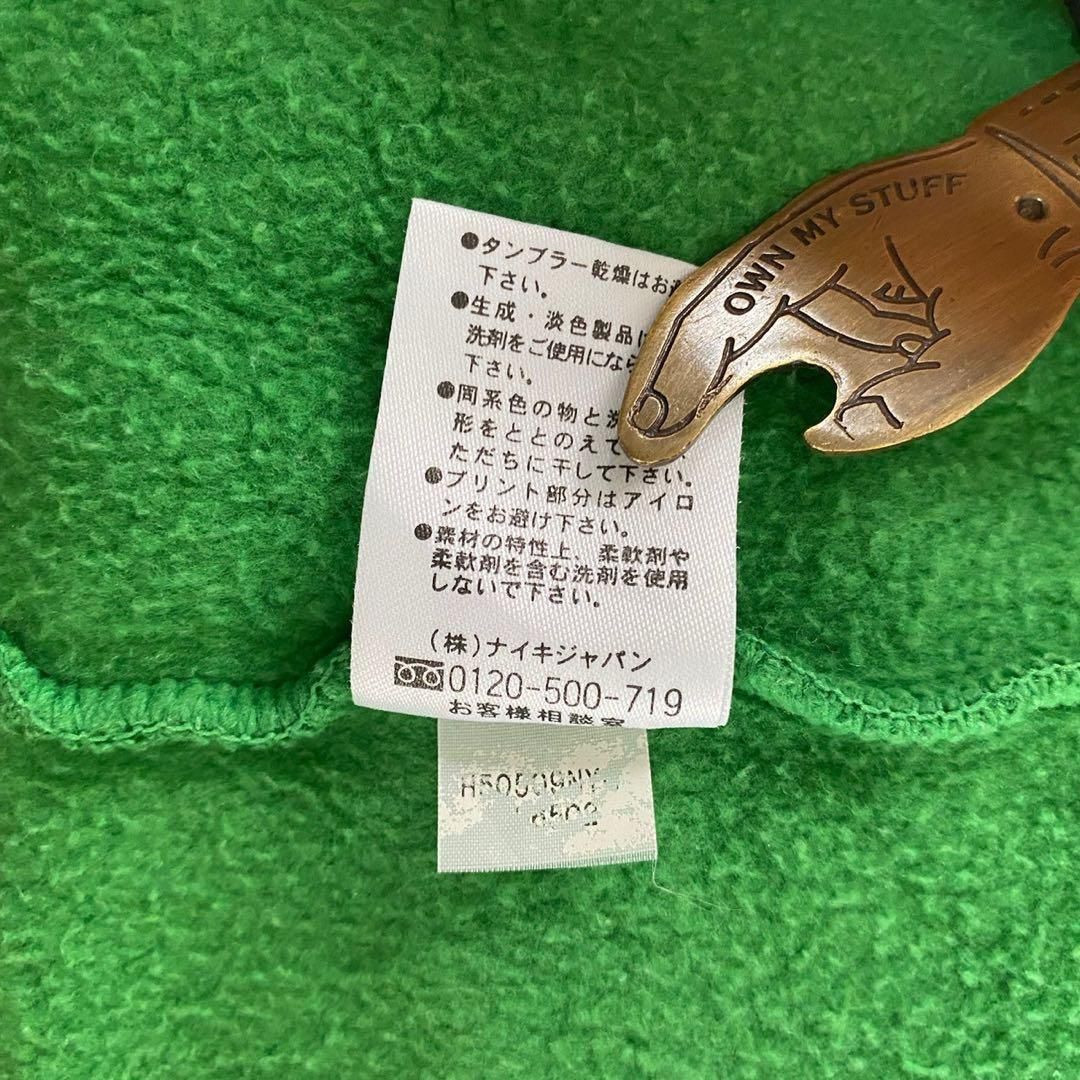 ●タンブラー乾燥はお
下さい。
●生成・淡色製品
洗剤をご使用になら
下さい。
●同系色の物と洗
形をととのえて
ただちに干して下さい。
●プリント部分はアイロ
ンをお避け下さい。
●素材の特性上、柔軟剤や
柔軟剤を含む洗剤を使用
しないで下さい。
(株)ナイキジャパン
0120-500-719
お客様相談室
H50509NY
OWN MY STUFF